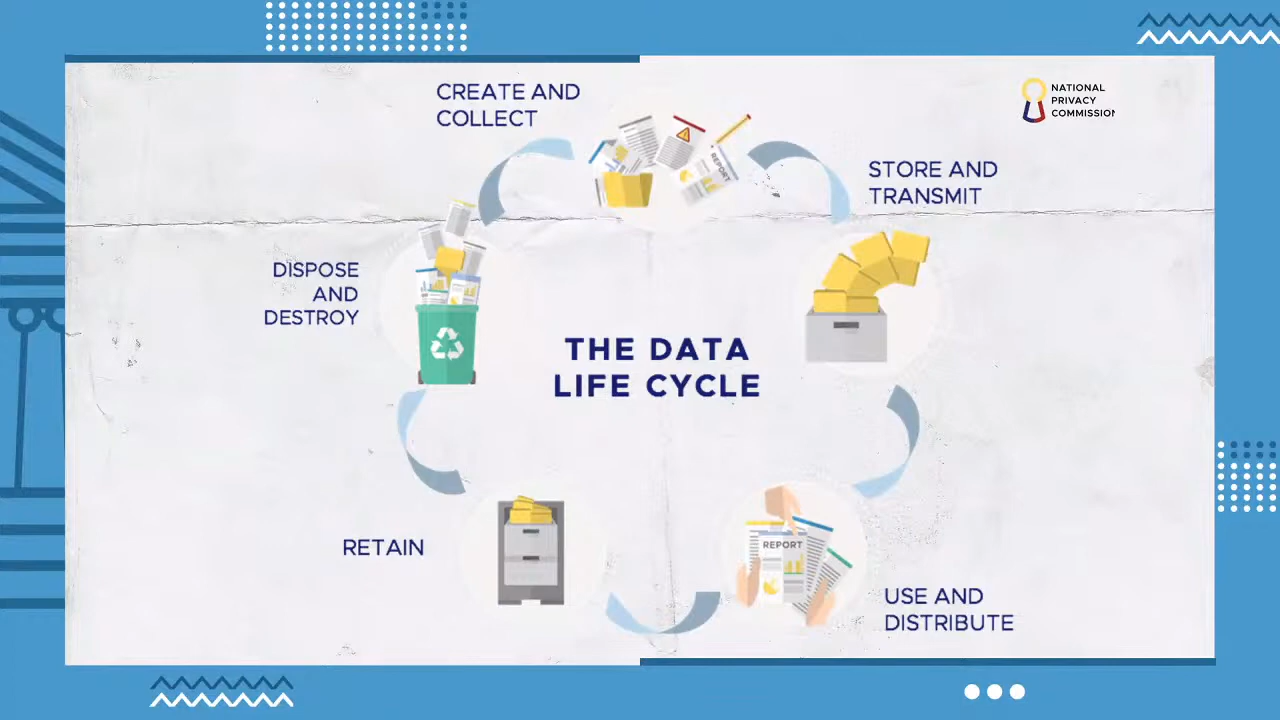 CREATE AND
COLLECT
NATIONAL
PRIVACY
COMMISSION
REPORT
STORE AND
TRANSMIT
DISPOSE
AND
DESTROY
THE DATA
LIFE CYCLE
REPORT
RETAIN
USE AND
DISTRIBUTE